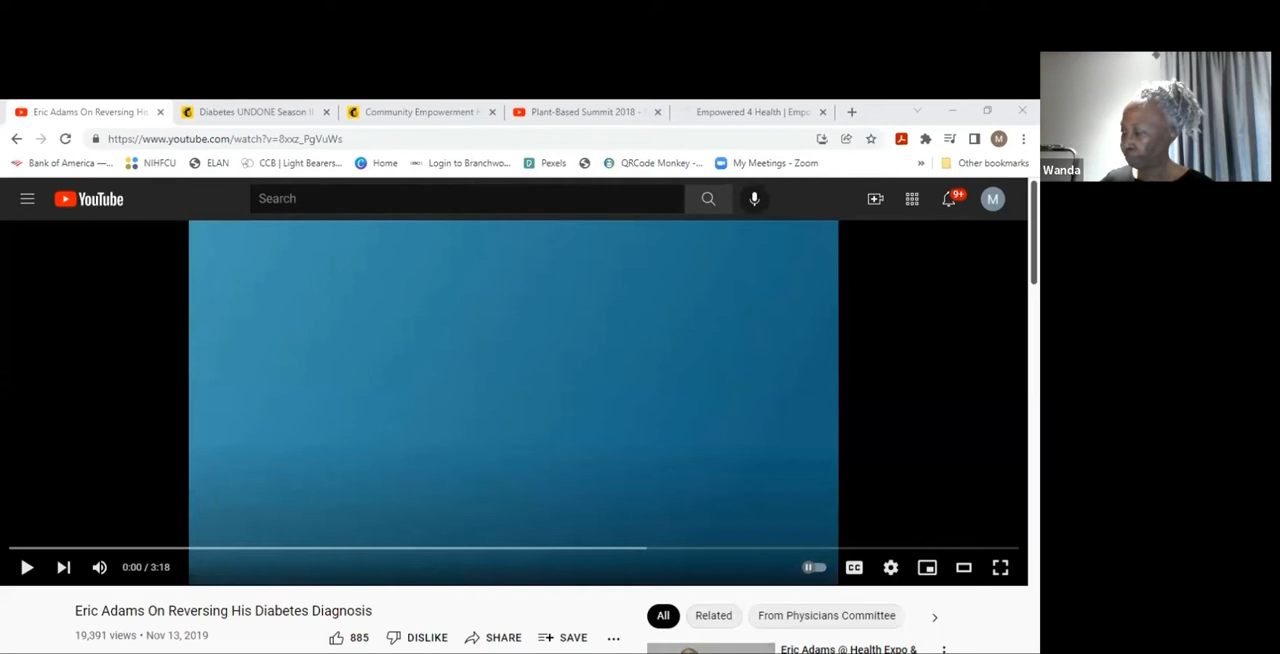 Eric Adams On Reversing His
Diabetes UNDONE Season II
Community Empowerment H
Plant-Based Summit 2018 -
Empowered 4 Health | Empo
https://www.youtube.com/watch?v=8xxz_PgVuWs
M
Bank of America —...
NIHFCU
ELAN
CCB | Light Bearers...
Home
Login to Branchwo...
Pexels
QRCode Monkey -...
My Meetings - Zoom
»
Other bookmarks
Wanda
YouTube
Search
9+
M
0:00 / 3:18
CC
Eric Adams On Reversing His Diabetes Diagnosis
19,391 views • Nov 13, 2019
885
DISLIKE
SHARE
SAVE
...
All
Related
From Physicians Committee
Eric Adams @ Health Expo &